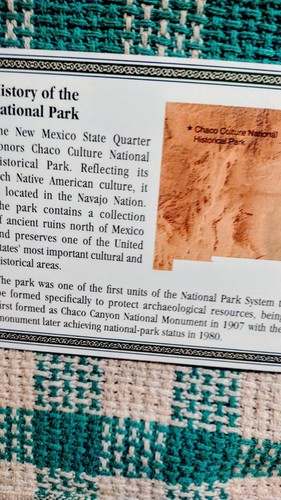 istory of the
ational Park
he New Mexico State Quarter
onors Chaco Culture National
istorical Park. Reflecting its
ch Native American culture, it
located in the Navajo Nation.
he park contains a collection
f ancient ruins north of Mexico
nd preserves one of the United
tates' most important cultural and
istorical areas.
★ Chaco Culture National
Historical Park
he park was one of the first units of the National Park System t
e formed specifically to protect archaeological resources, being
irst formed as Chaco Canyon National Monument in 1907 with the
monument later achieving national-park status in 1980.